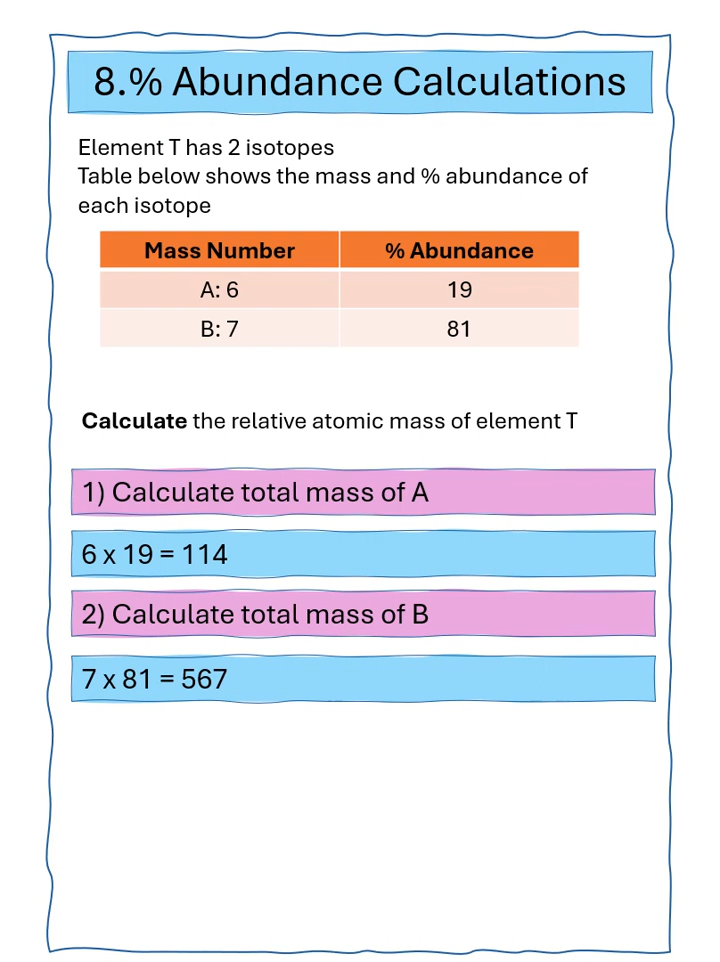 8.% Abundance Calculations
Element T has 2 isotopes
Table below shows the mass and % abundance of
each isotope
Mass Number % Abundance
A: 6 19
B: 7 81
Calculate the relative atomic mass of element T
1) Calculate total mass of A
6 x 19 = 114
2) Calculate total mass of B
7 x 81 = 567